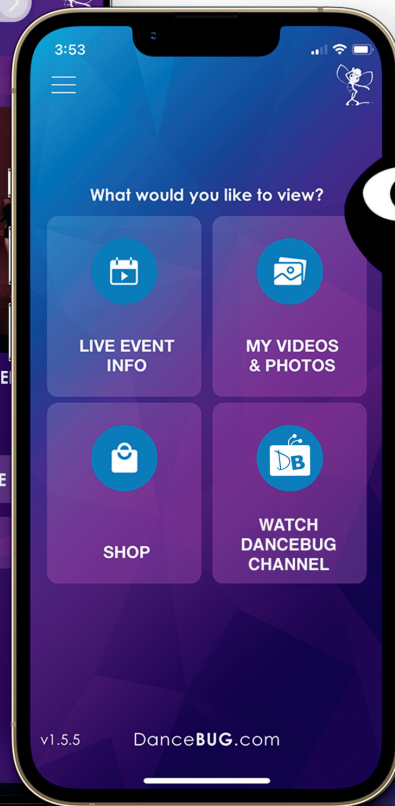 3:53
What would you like to view?
LIVE EVENT
INFO
MY VIDEOS
& PHOTOS
SHOP
DB
WATCH
DANCEBUG
CHANNEL
v1.5.5
DanceBUG.com
E
E